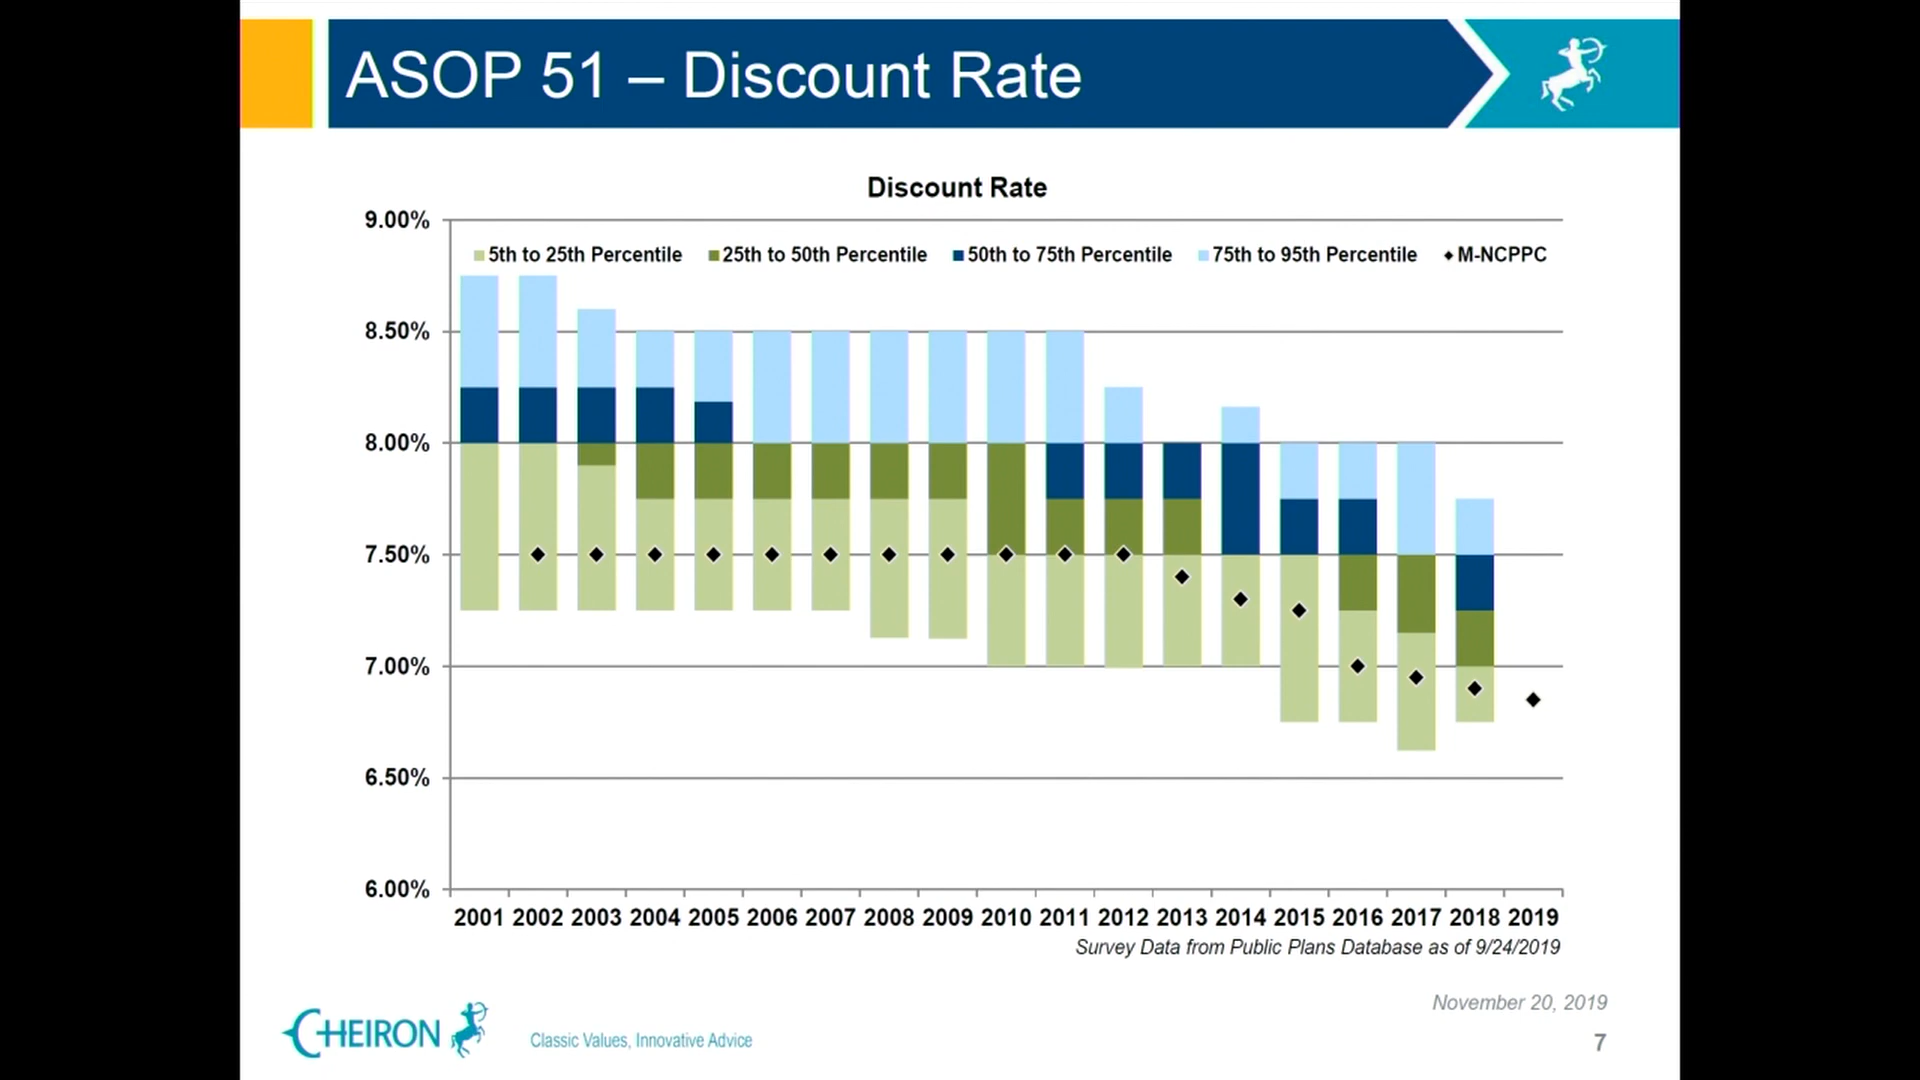 ASOP 51 – Discount Rate
Discount Rate
9.00%
5th to 25th Percentile 25th to 50th Percentile 50th to 75th Percentile 75th to 95th Percentile M-NCPPC
8.50%
8.00%
7.50%
7.00%
6.50%
6.00%
2001 2002 2003 2004 2005 2006 2007 2008 2009 2010 2011 2012 2013 2014 2015 2016 2017 2018 2019
Survey Data from Public Plans Database as of 9/24/2019
November 20, 2019
CHEIRON Classic Values, Innovative Advice
7